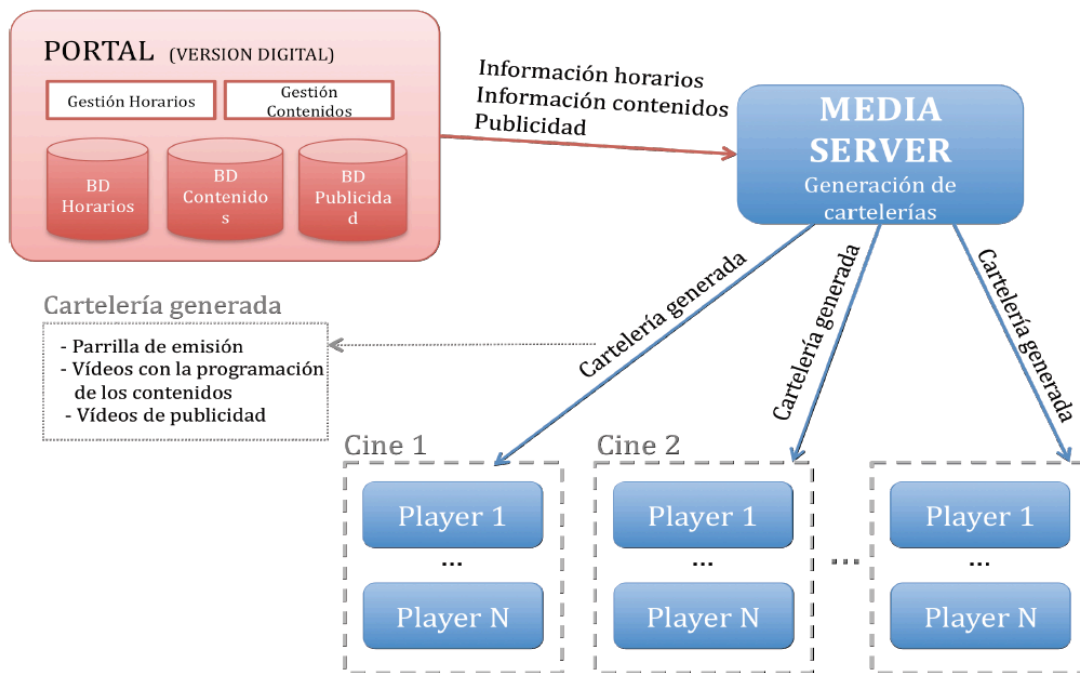 PORTAL (VERSION DIGITAL)
Gestión Horarios
Gestión
Contenidos
BD
Horarios
BD
Contenido
s
BD
Publicida
d
Información horarios
Información contenidos
Publicidad
MEDIA
SERVER
Generación de
cartelerías
Cartelería generada
Cartelería generada
Cartelería generada
Cartelería generada
- Parrilla de emisión
- Vídeos con la programación
de los contenidos
- Vídeos de publicidad
Cine 1
Player 1
...
Player N
Cine 2
Player 1
...
Player N
...
Player 1
...
Player N